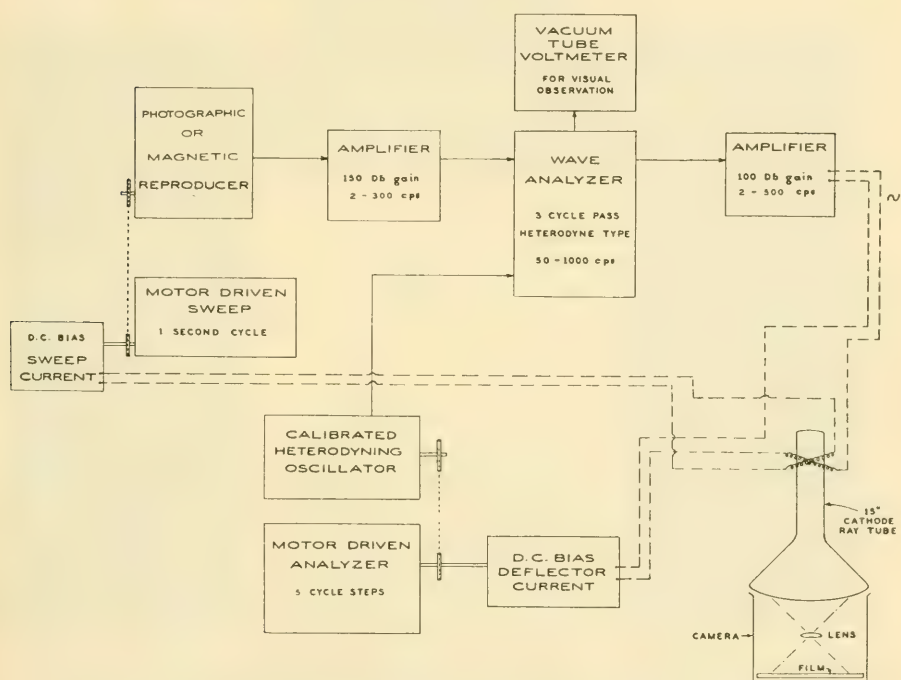 VACUUM
TUBE
VOLTMETER
FOR VISUAL
OBSERVATION
PHOTOGRAPHIC
OR
MAGNETIC
REPRODUCER
AMPLIFIER
150 Db gain
2 - 300 cps
WAVE
ANALYZER
3 CYCLE PASS
HETERODYNE TYPE
50 - 1000 cps
AMPLIFIER
100 Db gain
2 - 500 cps
~
MOTOR DRIVEN
SWEEP
1 SECOND CYCLE
D.C. BIAS
SWEEP
CURRENT
CALIBRATED
HETERODYNING
OSCILLATOR
15"
CATHODE
RAY TUBE
MOTOR DRIVEN
ANALYZER
5 CYCLE STEPS
D.C. BIAS
DEFLECTOR
CURRENT
CAMERA
LENS
FILM